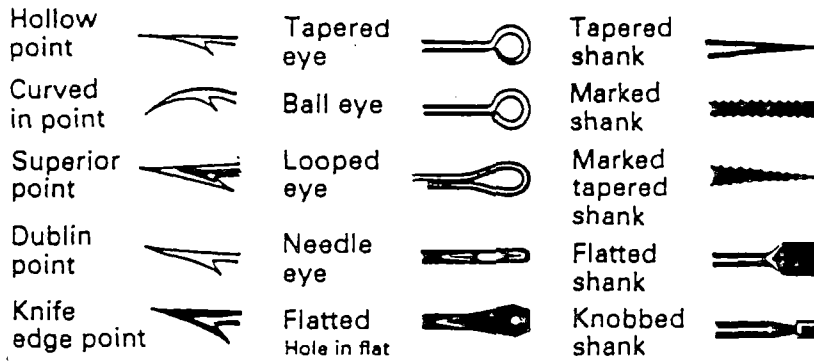 Hollow
point
Curved
in point
Superior
point
Dublin
point
Knife
edge point
Tapered
eye
Ball eye
Looped
eye
Needle
eye
Flatted
Hole in flat
Tapered
shank
Marked
shank
Marked
tapered
shank
Flatted
shank
Knobbed
shank